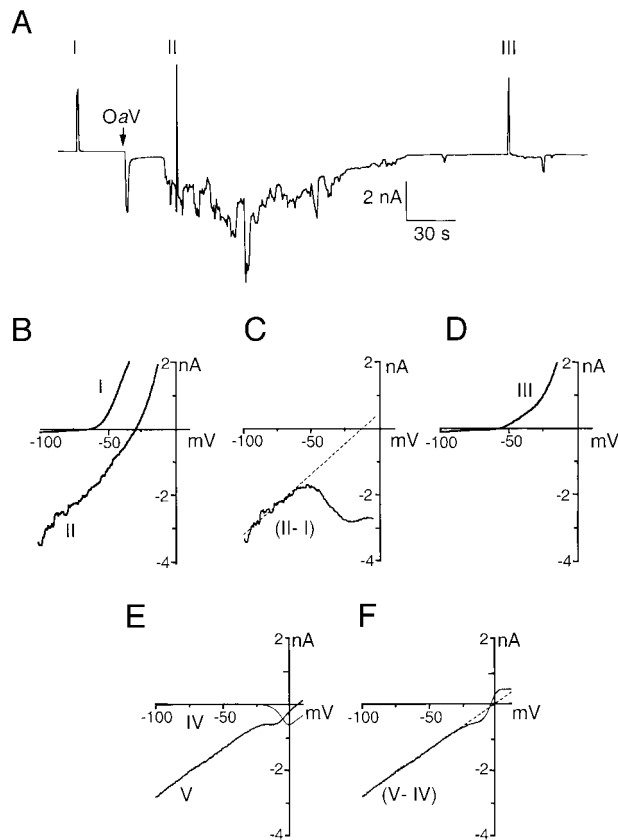 A
I
II
III
OaV
2 nA
30 s
B
C
D
2
nA
2
nA
2
nA
I
III
-100
-50
mV
-100
-50
mV
-100
-50
mV
-2
-2
-2
II
(II- I)
-4
-4
-4
E
F
2
nA
2
nA
-100
-50
mV
-100
-50
mV
IV
-2
-2
V
(V- IV)
-4
-4